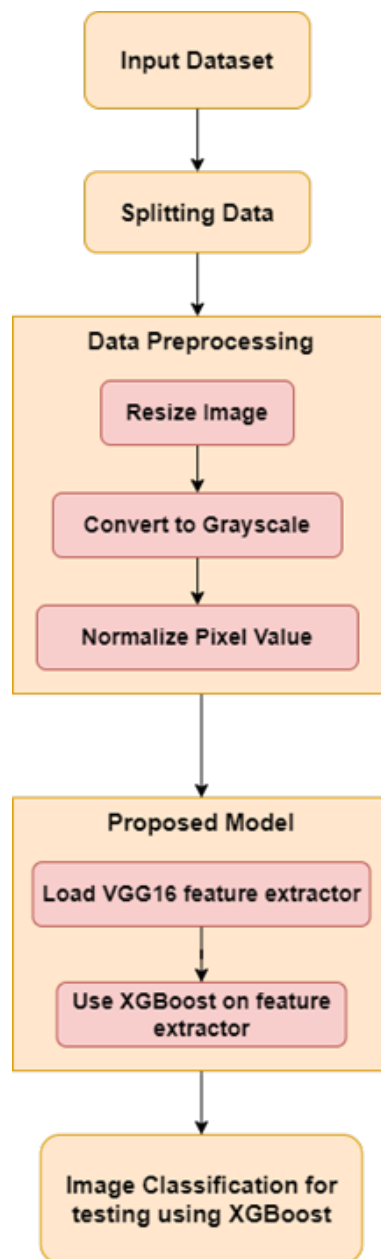 Input Dataset
Splitting Data
Data Preprocessing
Resize Image
Convert to Grayscale
Normalize Pixel Value
Proposed Model
Load VGG16 feature extractor
Use XGBoost on feature
extractor
Image Classification for
testing using XGBoost